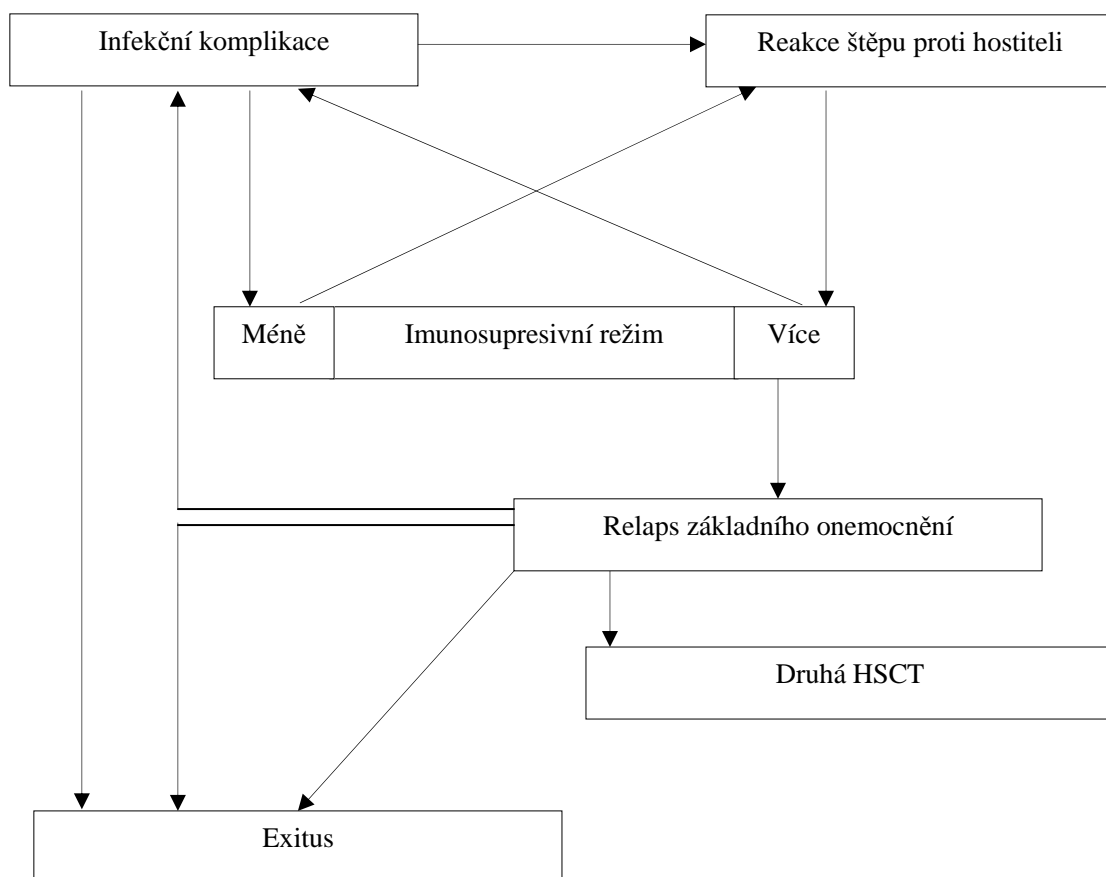 Infekční komplikace
Reakce štěpu proti hostiteli
Méně
Imunosupresivní režim
Více
Relaps základního onemocnění
Druhá HSCT
Exitus